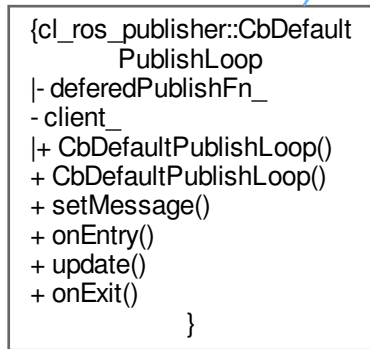 {cl_ros_publisher::CbDefault
PublishLoop
|- deferedPublishFn_
- client_
|+ CbDefaultPublishLoop()
+ CbDefaultPublishLoop()
+ setMessage()
+ onEntry()
+ update()
+ onExit()
}